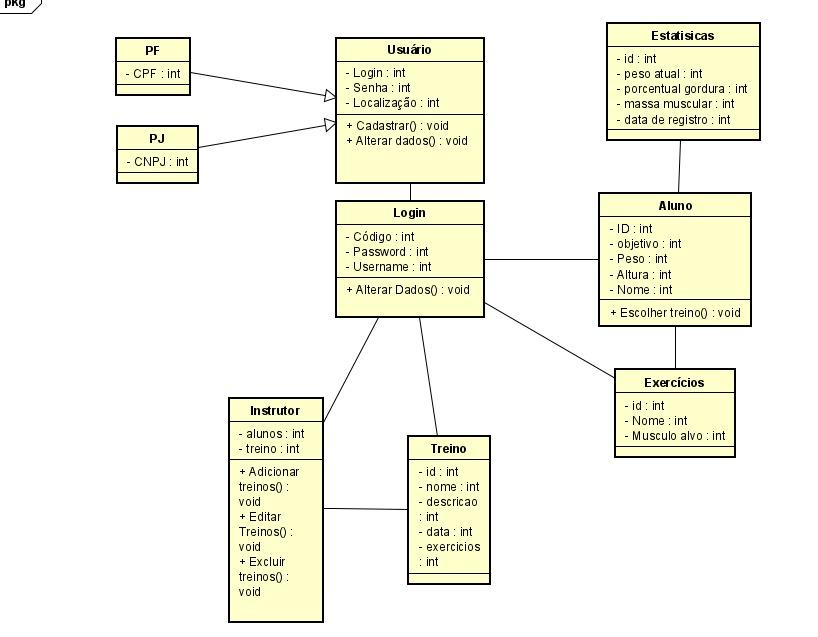 pkg
PF
- CPF : int
PJ
- CNPJ : int
Usuário
- Login : int
- Senha : int
- Localização : int
+ Cadastrar() : void
+ Alterar dados() : void
Estatisicas
- id : int
- peso atual : int
- porcentual gordura : int
- massa muscular : int
- data de registro : int
Login
- Código : int
- Password : int
- Username : int
+ Alterar Dados() : void
Aluno
- ID : int
- objetivo : int
- Peso : int
- Altura : int
- Nome : int
+ Escolher treino() : void
Exercícios
- id : int
- Nome : int
- Musculo alvo : int
Instrutor
- alunos : int
- treino : int
+ Adicionar
treinos() :
void
+ Editar
Treinos() :
void
+ Excluir
treinos() :
void
Treino
- id : int
- nome : int
- descricao
: int
- data : int
- exercicios
: int